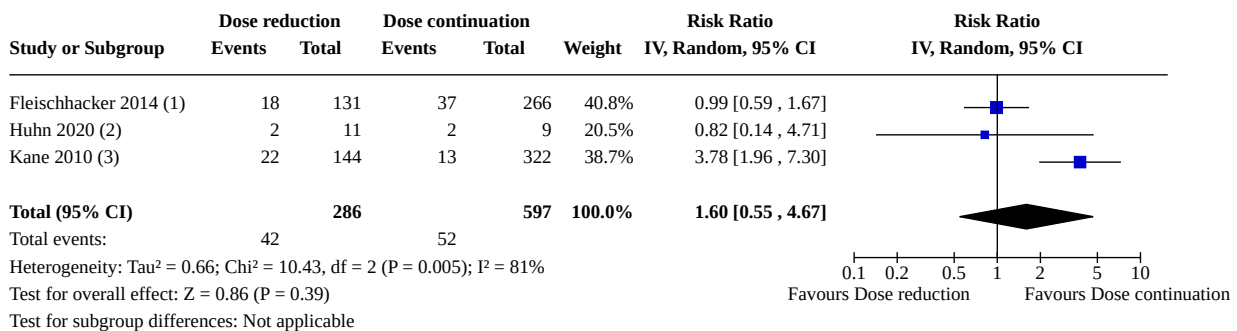 Dose reduction Dose continuation Risk Ratio Risk Ratio
Study or Subgroup Events Total Events Total Weight IV, Random, 95% CI IV, Random, 95% CI
Fleischhacker 2014 (1) 18 131 37 266 40.8% 0.99 [0.59 , 1.67]
Huhn 2020 (2) 2 11 2 9 20.5% 0.82 [0.14 , 4.71]
Kane 2010 (3) 22 144 13 322 38.7% 3.78 [1.96 , 7.30]
Total (95% CI) 286 597 100.0% 1.60 [0.55 , 4.67]
Total events: 42 52
Heterogeneity: Tau² = 0.66; Chi² = 10.43, df = 2 (P = 0.005); I² = 81%
Test for overall effect: Z = 0.86 (P = 0.39)
Test for subgroup differences: Not applicable
0.1 0.2 0.5 1 2 5 10
Favours Dose reduction Favours Dose continuation